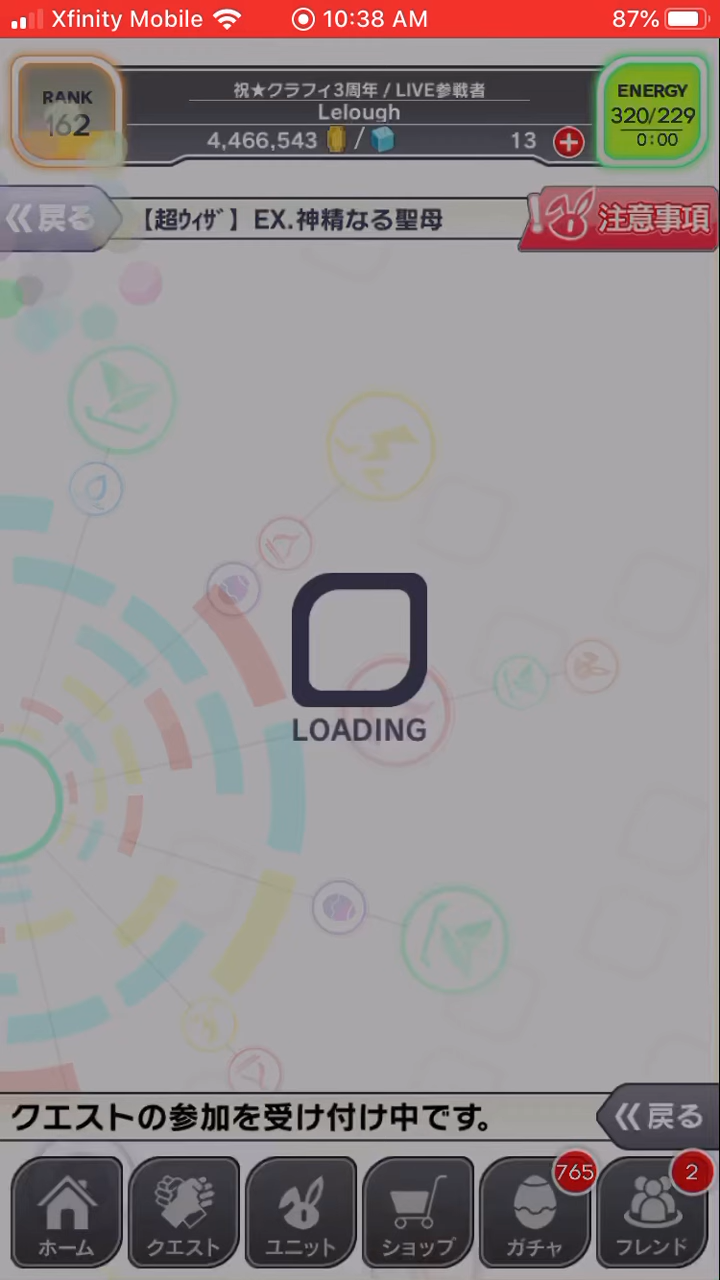 Xfinity Mobile
10:38 AM
87%
RANK
162
祝★クラフィ3周年 / LIVE参戦者
Lelough
4,466,543 / 13
ENERGY
320/229
0:00
戻る
【超ウィザ】EX.神精なる聖母
注意事項
LOADING
クエストの参加を受け付け中です。
戻る
765
2
ホーム
クエスト
ユニット
ショップ
ガチャ
フレンド